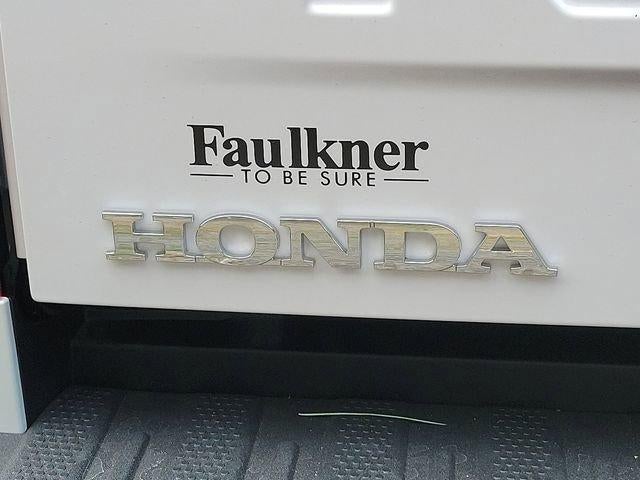 Faulkner
TO BE SURE
HONDA